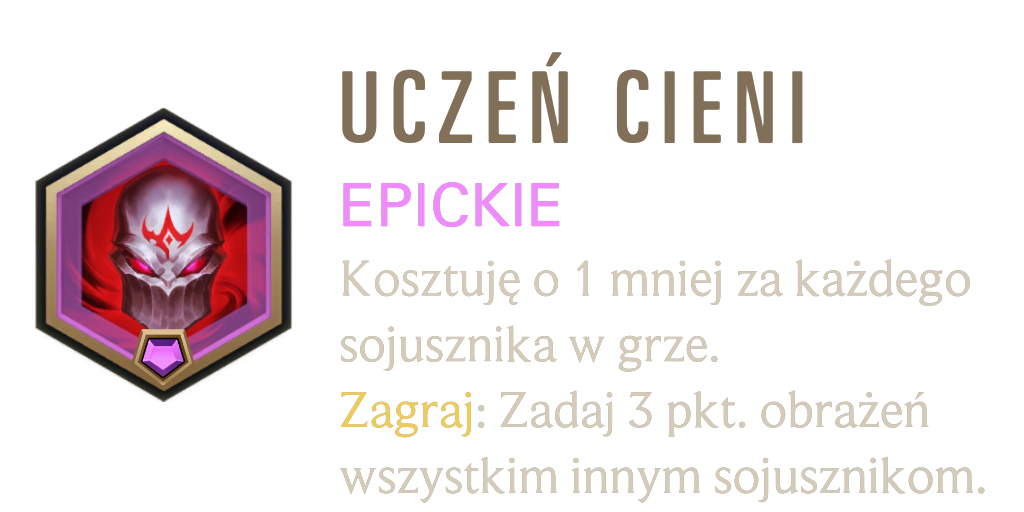 UCZEŃ CIENI
EPICKIE
Kosztuję o 1 mniej za każdego
sojusznika w grze.
Zagraj: Zadaj 3 pkt. obrażeń
wszystkim innym sojusznikom.